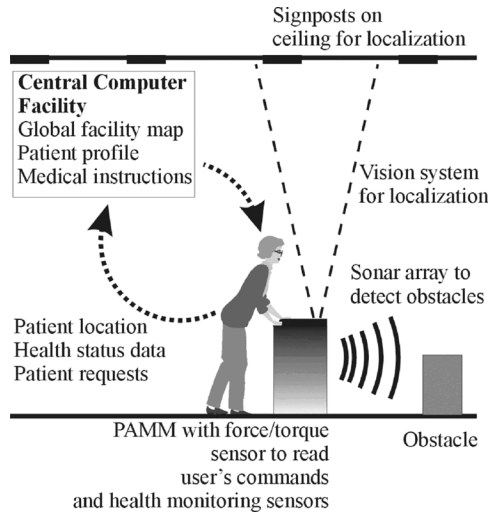 Signposts on
ceiling for localization
Central Computer
Facility
Global facility map
Patient profile
Medical instructions
Vision system
for localization
Sonar array to
detect obstacles
Patient location
Health status data
Patient requests
PAMM with force/torque
sensor to read
user's commands
and health monitoring sensors
Obstacle